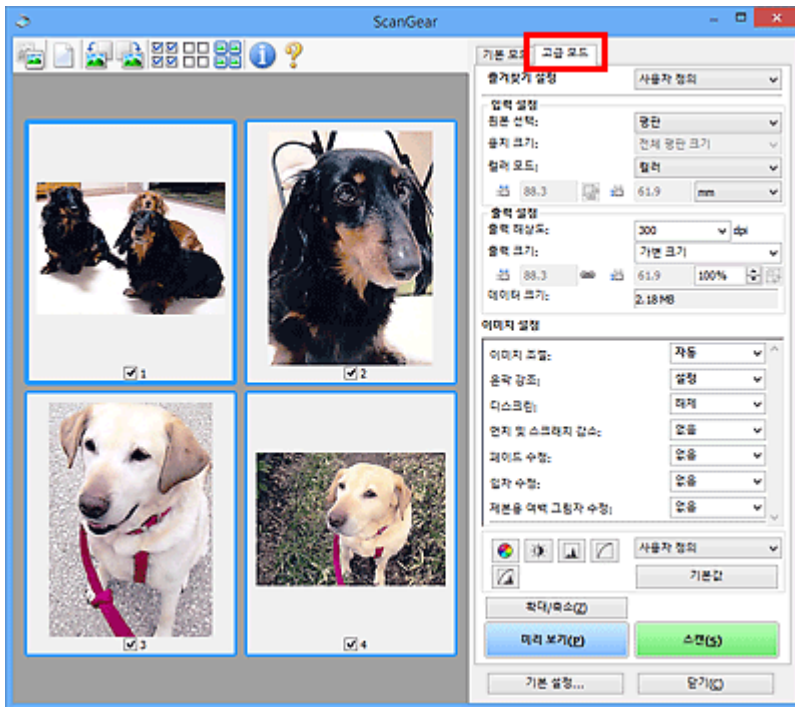 ScanGear
기본 모드 고급 모드
즐겨찾기 설정 사용자 정의
입력 설정
원본 선택: 평판
용지 크기: 전체 평판 크기
컬러 모드: 컬러
88.3 61.9 mm
출력 설정
출력 해상도: 300 dpi
출력 크기: 가변 크기
88.3 61.9 100%
데이터 크기: 2.18 MB
이미지 설정
이미지 조절: 자동
윤곽 강조: 설정
디스크린: 해제
먼지 및 스크래치 감소: 없음
페이드 수정: 없음
입자 수정: 없음
제본용 여백 그림자 수정: 없음
사용자 정의
기본값
확대/축소(Z)
미리 보기(P) 스캔(S)
기본 설정... 닫기(C)
1 2
3 4